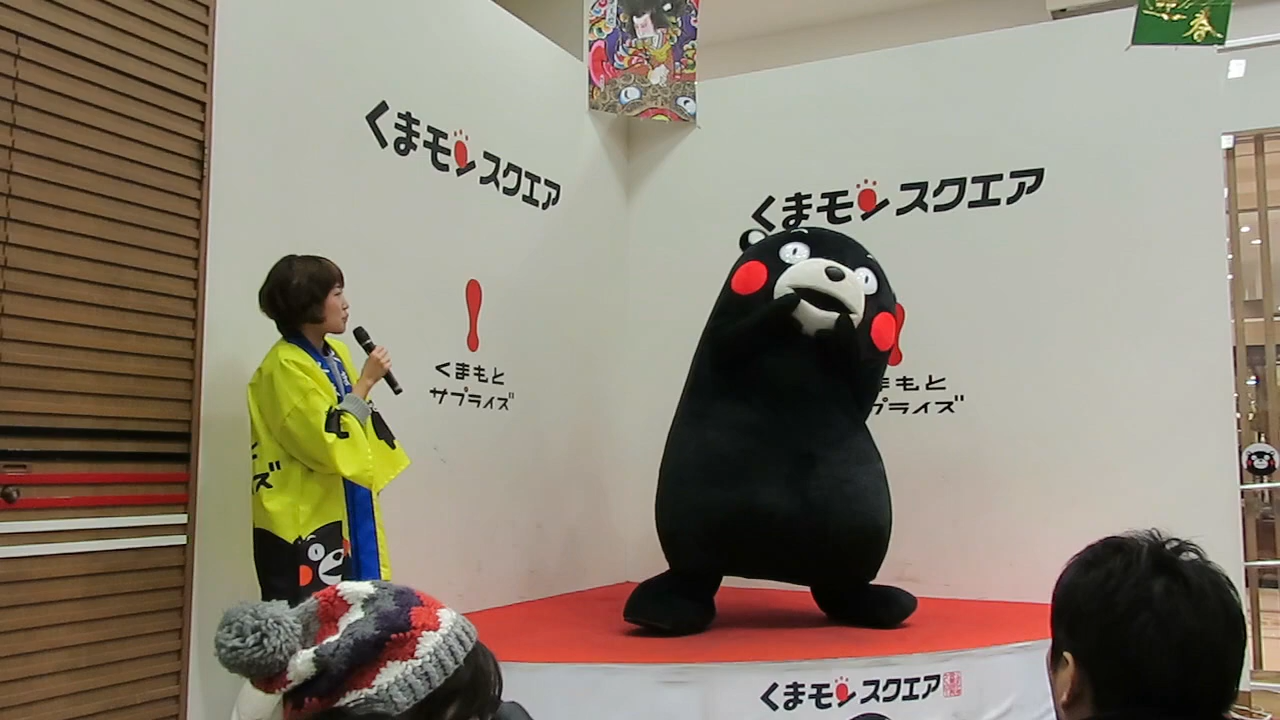 くまモンスクエア
くまモンスクエア
くまもと
サプライズ
まもと
プライズ
ズ
くまモンスクエア